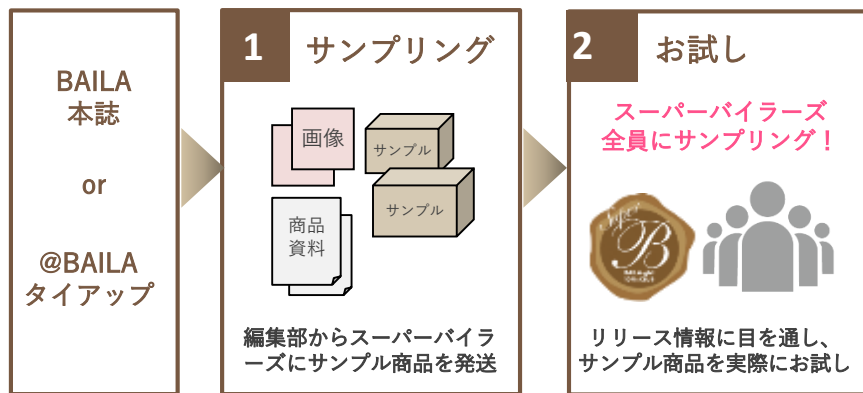 BAILA
本誌
or
@BAILA
タイアップ
1 サンプリング
画像
サンプル
サンプル
商品
資料
編集部からスーパーバイラ
ーズにサンプル商品を発送
2 お試し
スーパーバイラーズ
全員にサンプリング！
Super
B
リリース情報に目を通し、
サンプル商品を実際にお試し